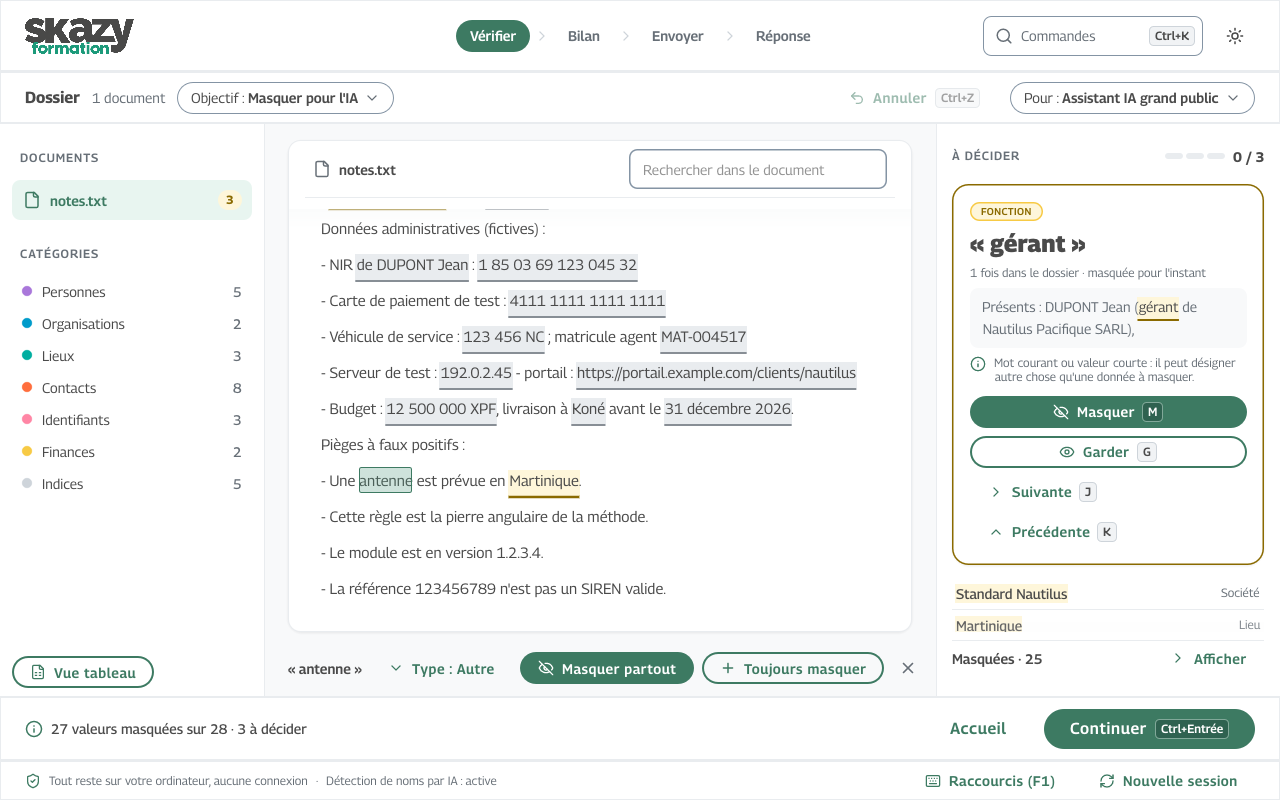 skazy
formation
Vérifier
Bilan
Envoyer
Réponse
Commandes
Ctrl+K
Dossier
1 document
Objectif : Masquer pour l'IA
Annuler
Ctrl+Z
Pour : Assistant IA grand public
DOCUMENTS
notes.txt
3
CATÉGORIES
Personnes 5
Organisations 2
Lieux 3
Contacts 8
Identifiants 3
Finances 2
Indices 5
Vue tableau
notes.txt
Rechercher dans le document
Données administratives (fictives) :
- NIR de DUPONT Jean : 1 85 03 69 123 045 32
- Carte de paiement de test : 4111 1111 1111 1111
- Véhicule de service : 123 456 NC ; matricule agent MAT-004517
- Serveur de test : 192.0.2.45 - portail : https://portail.example.com/clients/nautilus
- Budget : 12 500 000 XPF, livraison à Koné avant le 31 décembre 2026.
Pièges à faux positifs :
- Une antenne est prévue en Martinique.
- Cette règle est la pierre angulaire de la méthode.
- Le module est en version 1.2.3.4.
- La référence 123456789 n'est pas un SIREN valide.
« antenne »
Type : Autre
Masquer partout
Toujours masquer
À DÉCIDER
0 / 3
FONCTION
« gérant »
1 fois dans le dossier · masquée pour l'instant
Présents : DUPONT Jean (gérant de
Nautilus Pacifique SARL),
Mot courant ou valeur courte : il peut désigner
autre chose qu'une donnée à masquer.
Masquer M
Garder G
Suivante J
Précédente K
Standard Nautilus Société
Martinique Lieu
Masquées · 25
Afficher
27 valeurs masquées sur 28 · 3 à décider
Accueil
Continuer Ctrl+Entrée
Tout reste sur votre ordinateur, aucune connexion · Détection de noms par IA : active
Raccourcis (F1)
Nouvelle session